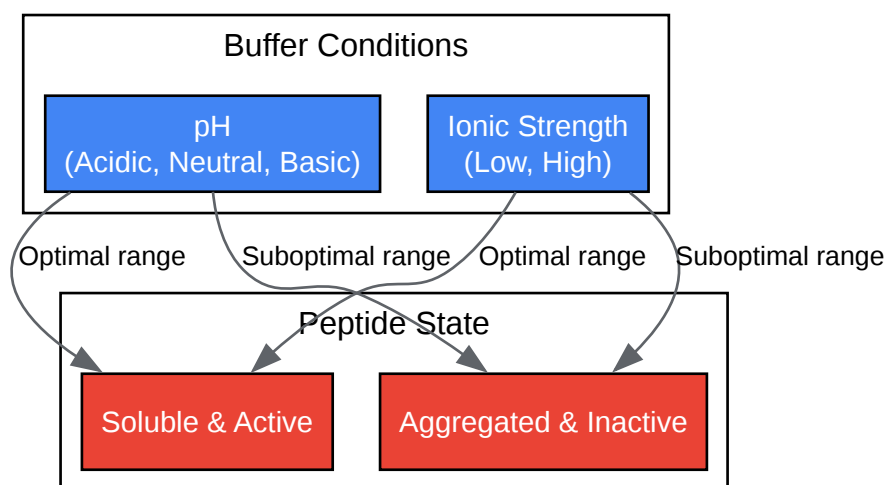 Buffer Conditions
pH
(Acidic, Neutral, Basic)
Ionic Strength
(Low, High)
Optimal range
Suboptimal range
Optimal range
Suboptimal range
Peptide State
Soluble & Active
Aggregated & Inactive